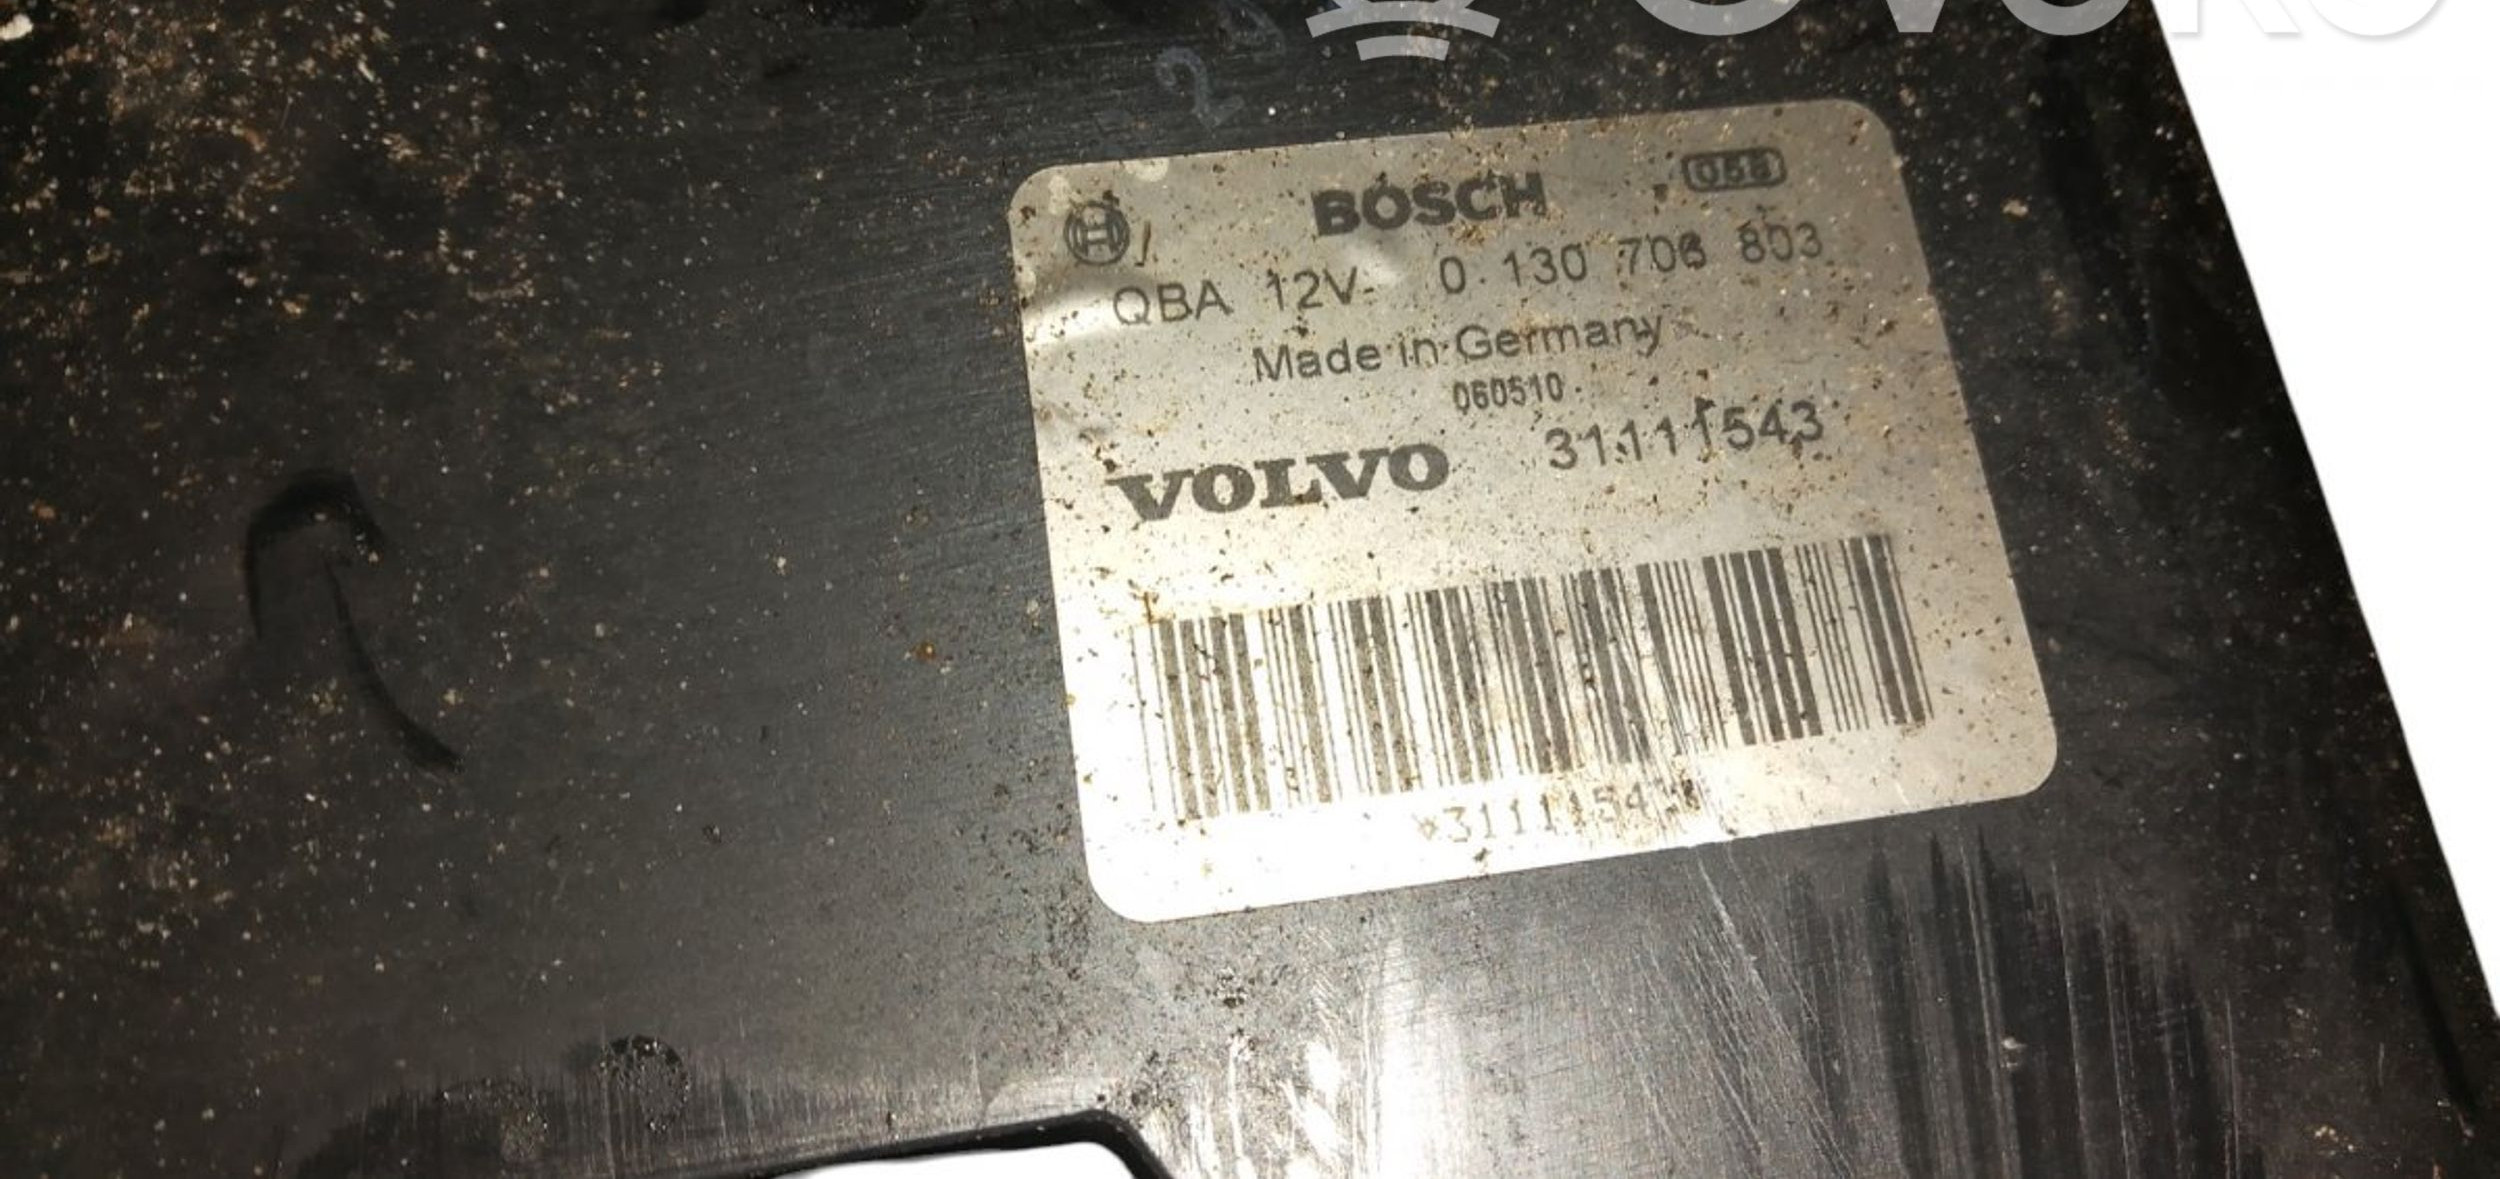 BOSCH
QBA 12V 0 130 706 803
Made in Germany
060510
VOLVO 31111543